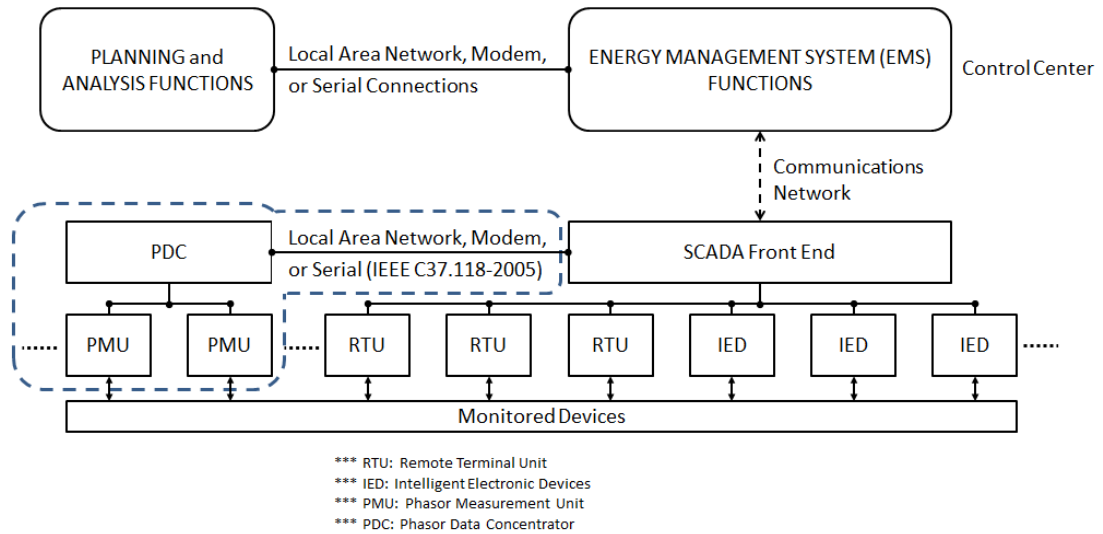 PLANNING and
ANALYSIS FUNCTIONS
Local Area Network, Modem,
or Serial Connections
ENERGY MANAGEMENT SYSTEM (EMS)
FUNCTIONS
Control Center
Communications
Network
PDC
Local Area Network, Modem,
or Serial (IEEE C37.118-2005)
SCADA Front End
PMU
PMU
RTU
RTU
RTU
IED
IED
IED
Monitored Devices
*** RTU: Remote Terminal Unit
*** IED: Intelligent Electronic Devices
*** PMU: Phasor Measurement Unit
*** PDC: Phasor Data Concentrator